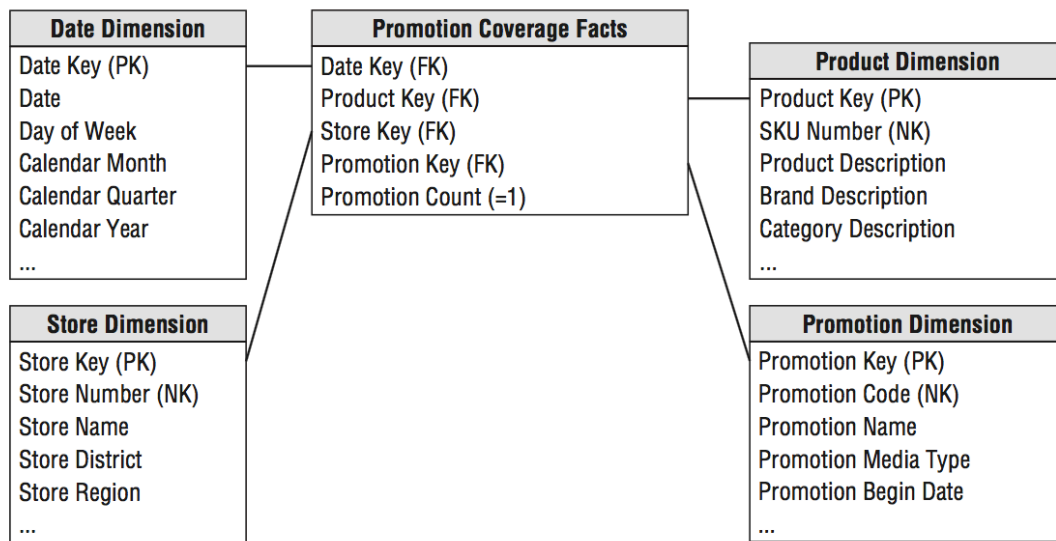 Date Dimension
Date Key (PK)
Date
Day of Week
Calendar Month
Calendar Quarter
Calendar Year
...
Promotion Coverage Facts
Date Key (FK)
Product Key (FK)
Store Key (FK)
Promotion Key (FK)
Promotion Count (=1)
Product Dimension
Product Key (PK)
SKU Number (NK)
Product Description
Brand Description
Category Description
...
Store Dimension
Store Key (PK)
Store Number (NK)
Store Name
Store District
Store Region
...
Promotion Dimension
Promotion Key (PK)
Promotion Code (NK)
Promotion Name
Promotion Media Type
Promotion Begin Date
...